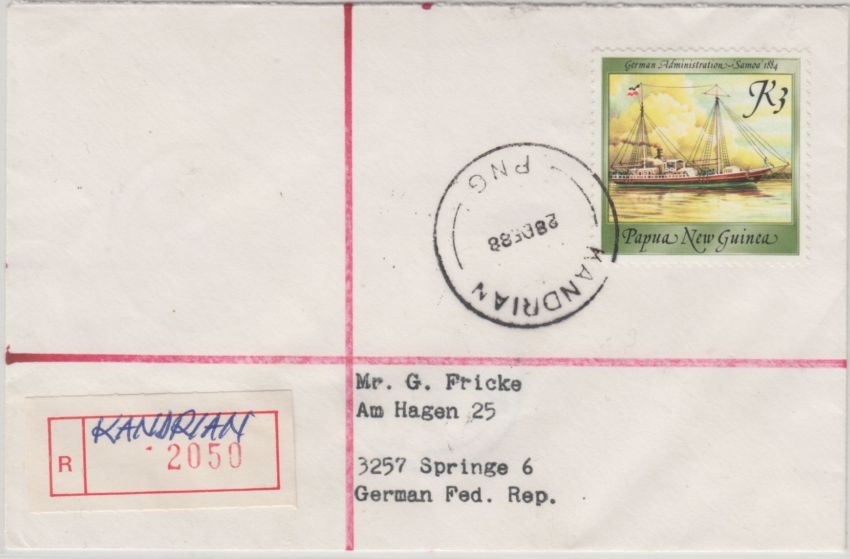 German Administration~Samoa 1884
K3
Papua New Guinea
PNG
28DE88
KANDRIAN
Mr. G. Fricke
Am Hagen 25
3257 Springe 6
German Fed. Rep.
KANDRIAN
R 2050